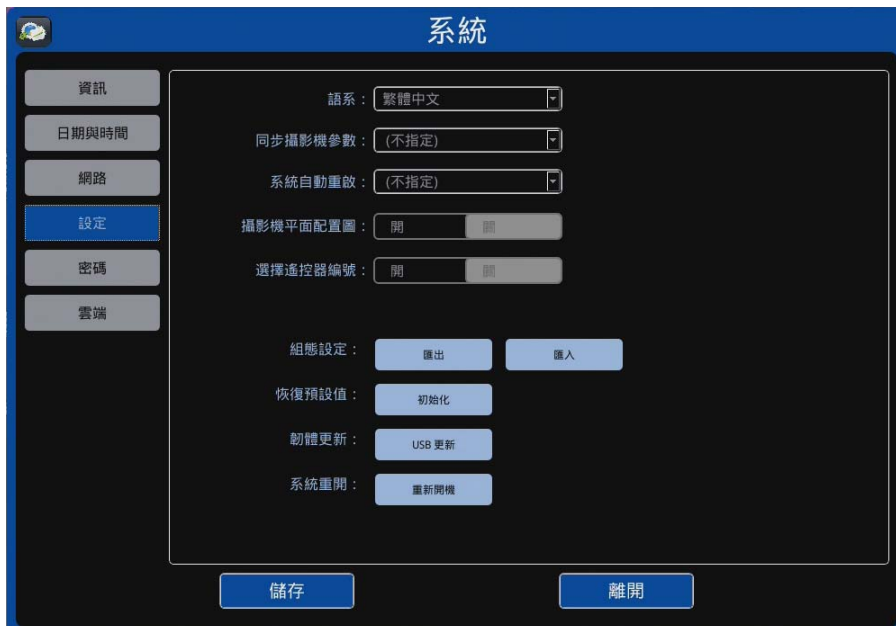 系統
資訊
日期與時間
網路
設定
密碼
雲端
語系： 繁體中文
同步攝影機參數： (不指定)
系統自動重啟： (不指定)
攝影機平面配置圖： 開 關
選擇遙控器編號： 開 關
組態設定： 匯出 匯入
恢復預設值： 初始化
韌體更新： USB 更新
系統重開： 重新開機
儲存 離開